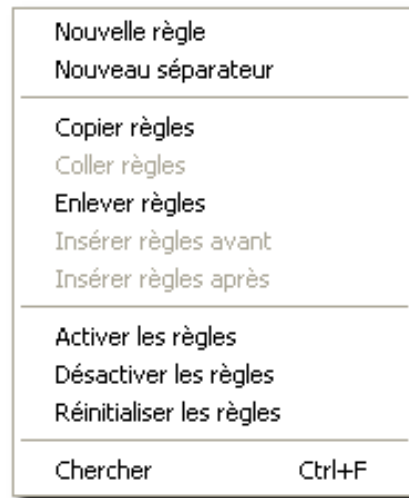 Nouvelle règle
Nouveau séparateur
Copier règles
Coller règles
Enlever règles
Insérer règles avant
Insérer règles après
Activer les règles
Désactiver les règles
Réinitialiser les règles
Chercher Ctrl+F